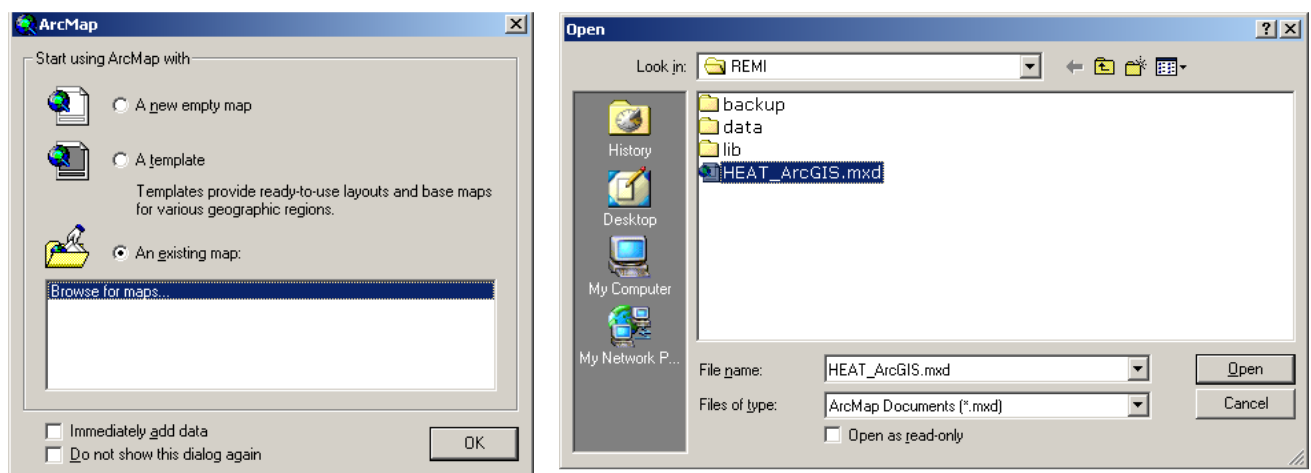 ArcMap
Start using ArcMap with
A new empty map
A template
Templates provide ready-to-use layouts and base maps
for various geographic regions.
An existing map:
Browse for maps...
Immediately add data
Do not show this dialog again
OK
Open
Look in:
REMI
History
Desktop
My Computer
My Network P...
backup
data
lib
HEAT_ArcGIS.mxd
File name:
HEAT_ArcGIS.mxd
Open
Files of type:
ArcMap Documents (*.mxd)
Cancel
Open as read-only